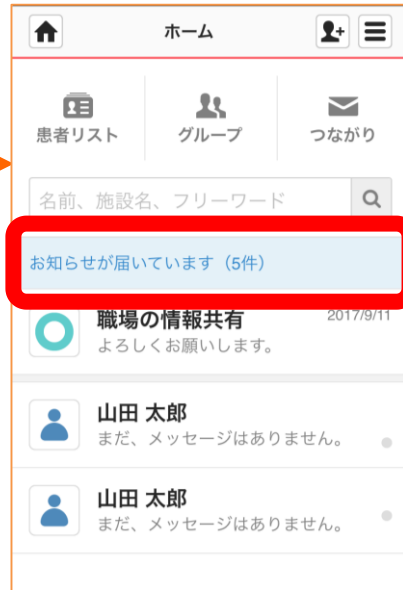 ホーム
患者リスト
グループ
つながり
名前、施設名、フリーワード
お知らせが届いています（5件）
職場の情報共有
2017/9/11
よろしくお願いします。
山田 太郎
まだ、メッセージはありません。
山田 太郎
まだ、メッセージはありません。